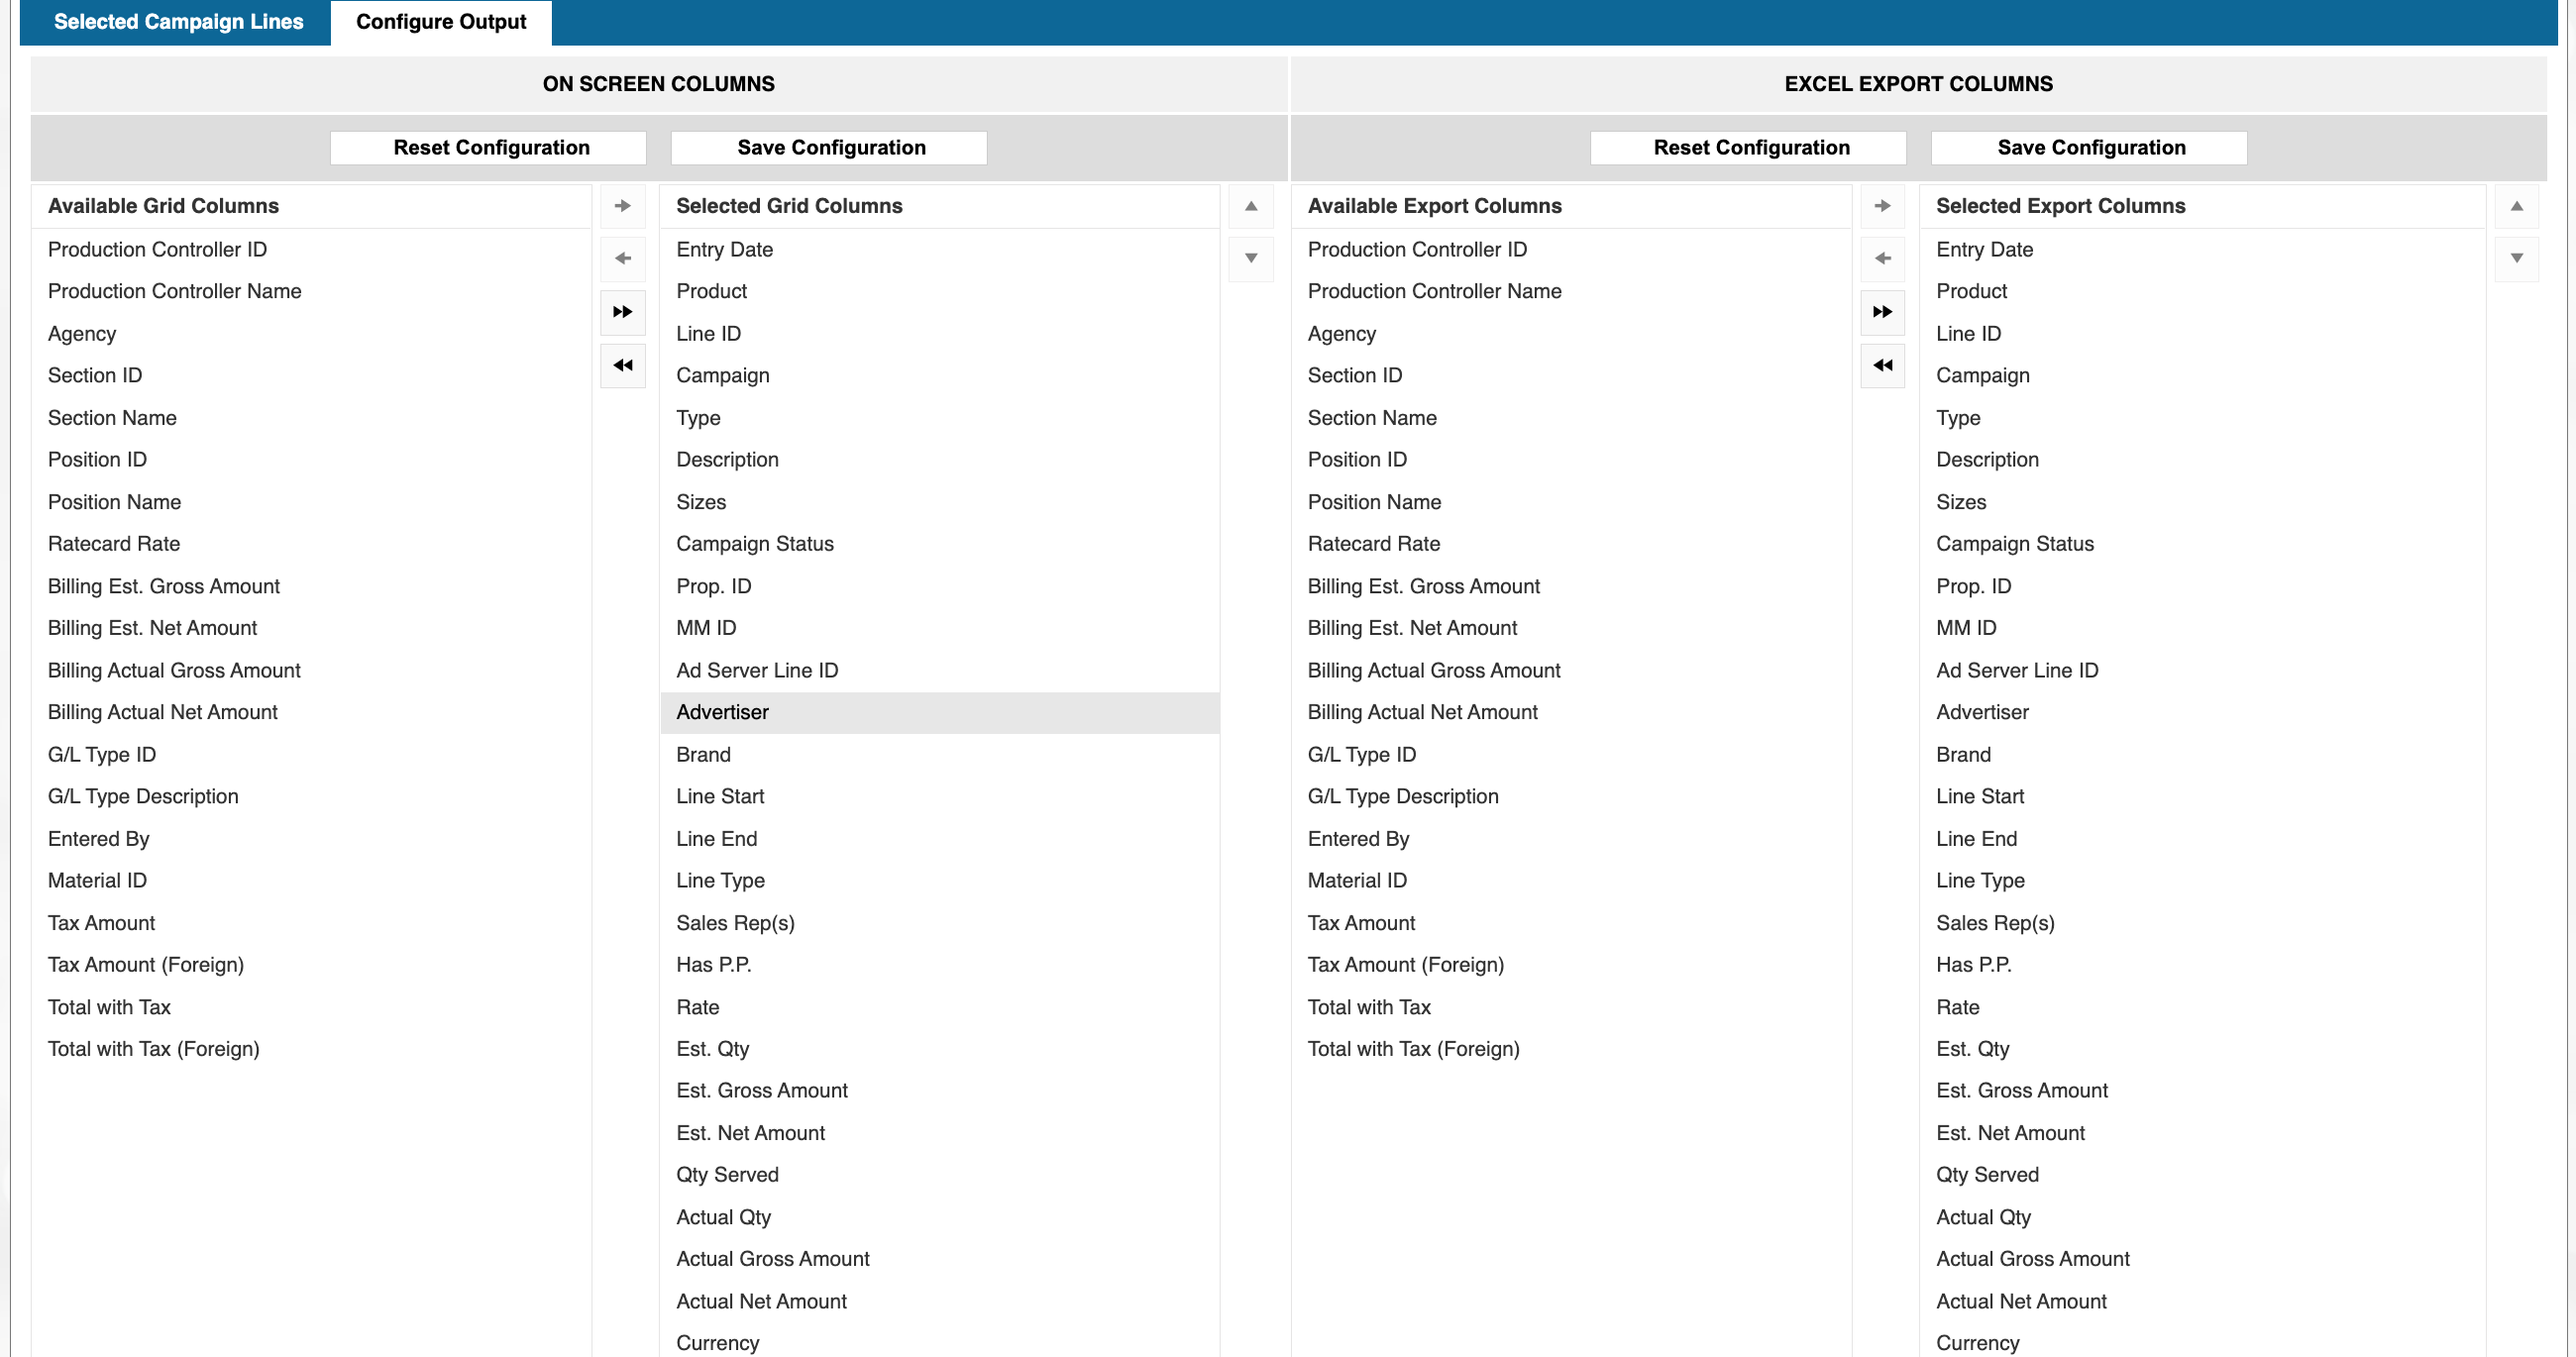 Selected Campaign Lines
Configure Output
ON SCREEN COLUMNS
Reset Configuration
Save Configuration
Available Grid Columns
Production Controller ID
Production Controller Name
Agency
Section ID
Section Name
Position ID
Position Name
Ratecard Rate
Billing Est. Gross Amount
Billing Est. Net Amount
Billing Actual Gross Amount
Billing Actual Net Amount
G/L Type ID
G/L Type Description
Entered By
Material ID
Tax Amount
Tax Amount (Foreign)
Total with Tax
Total with Tax (Foreign)
Selected Grid Columns
Entry Date
Product
Line ID
Campaign
Type
Description
Sizes
Campaign Status
Prop. ID
MM ID
Ad Server Line ID
Advertiser
Brand
Line Start
Line End
Line Type
Sales Rep(s)
Has P.P.
Rate
Est. Qty
Est. Gross Amount
Est. Net Amount
Qty Served
Actual Qty
Actual Gross Amount
Actual Net Amount
Currency
EXCEL EXPORT COLUMNS
Reset Configuration
Save Configuration
Available Export Columns
Production Controller ID
Production Controller Name
Agency
Section ID
Section Name
Position ID
Position Name
Ratecard Rate
Billing Est. Gross Amount
Billing Est. Net Amount
Billing Actual Gross Amount
Billing Actual Net Amount
G/L Type ID
G/L Type Description
Entered By
Material ID
Tax Amount
Tax Amount (Foreign)
Total with Tax
Total with Tax (Foreign)
Selected Export Columns
Entry Date
Product
Line ID
Campaign
Type
Description
Sizes
Campaign Status
Prop. ID
MM ID
Ad Server Line ID
Advertiser
Brand
Line Start
Line End
Line Type
Sales Rep(s)
Has P.P.
Rate
Est. Qty
Est. Gross Amount
Est. Net Amount
Qty Served
Actual Qty
Actual Gross Amount
Actual Net Amount
Currency